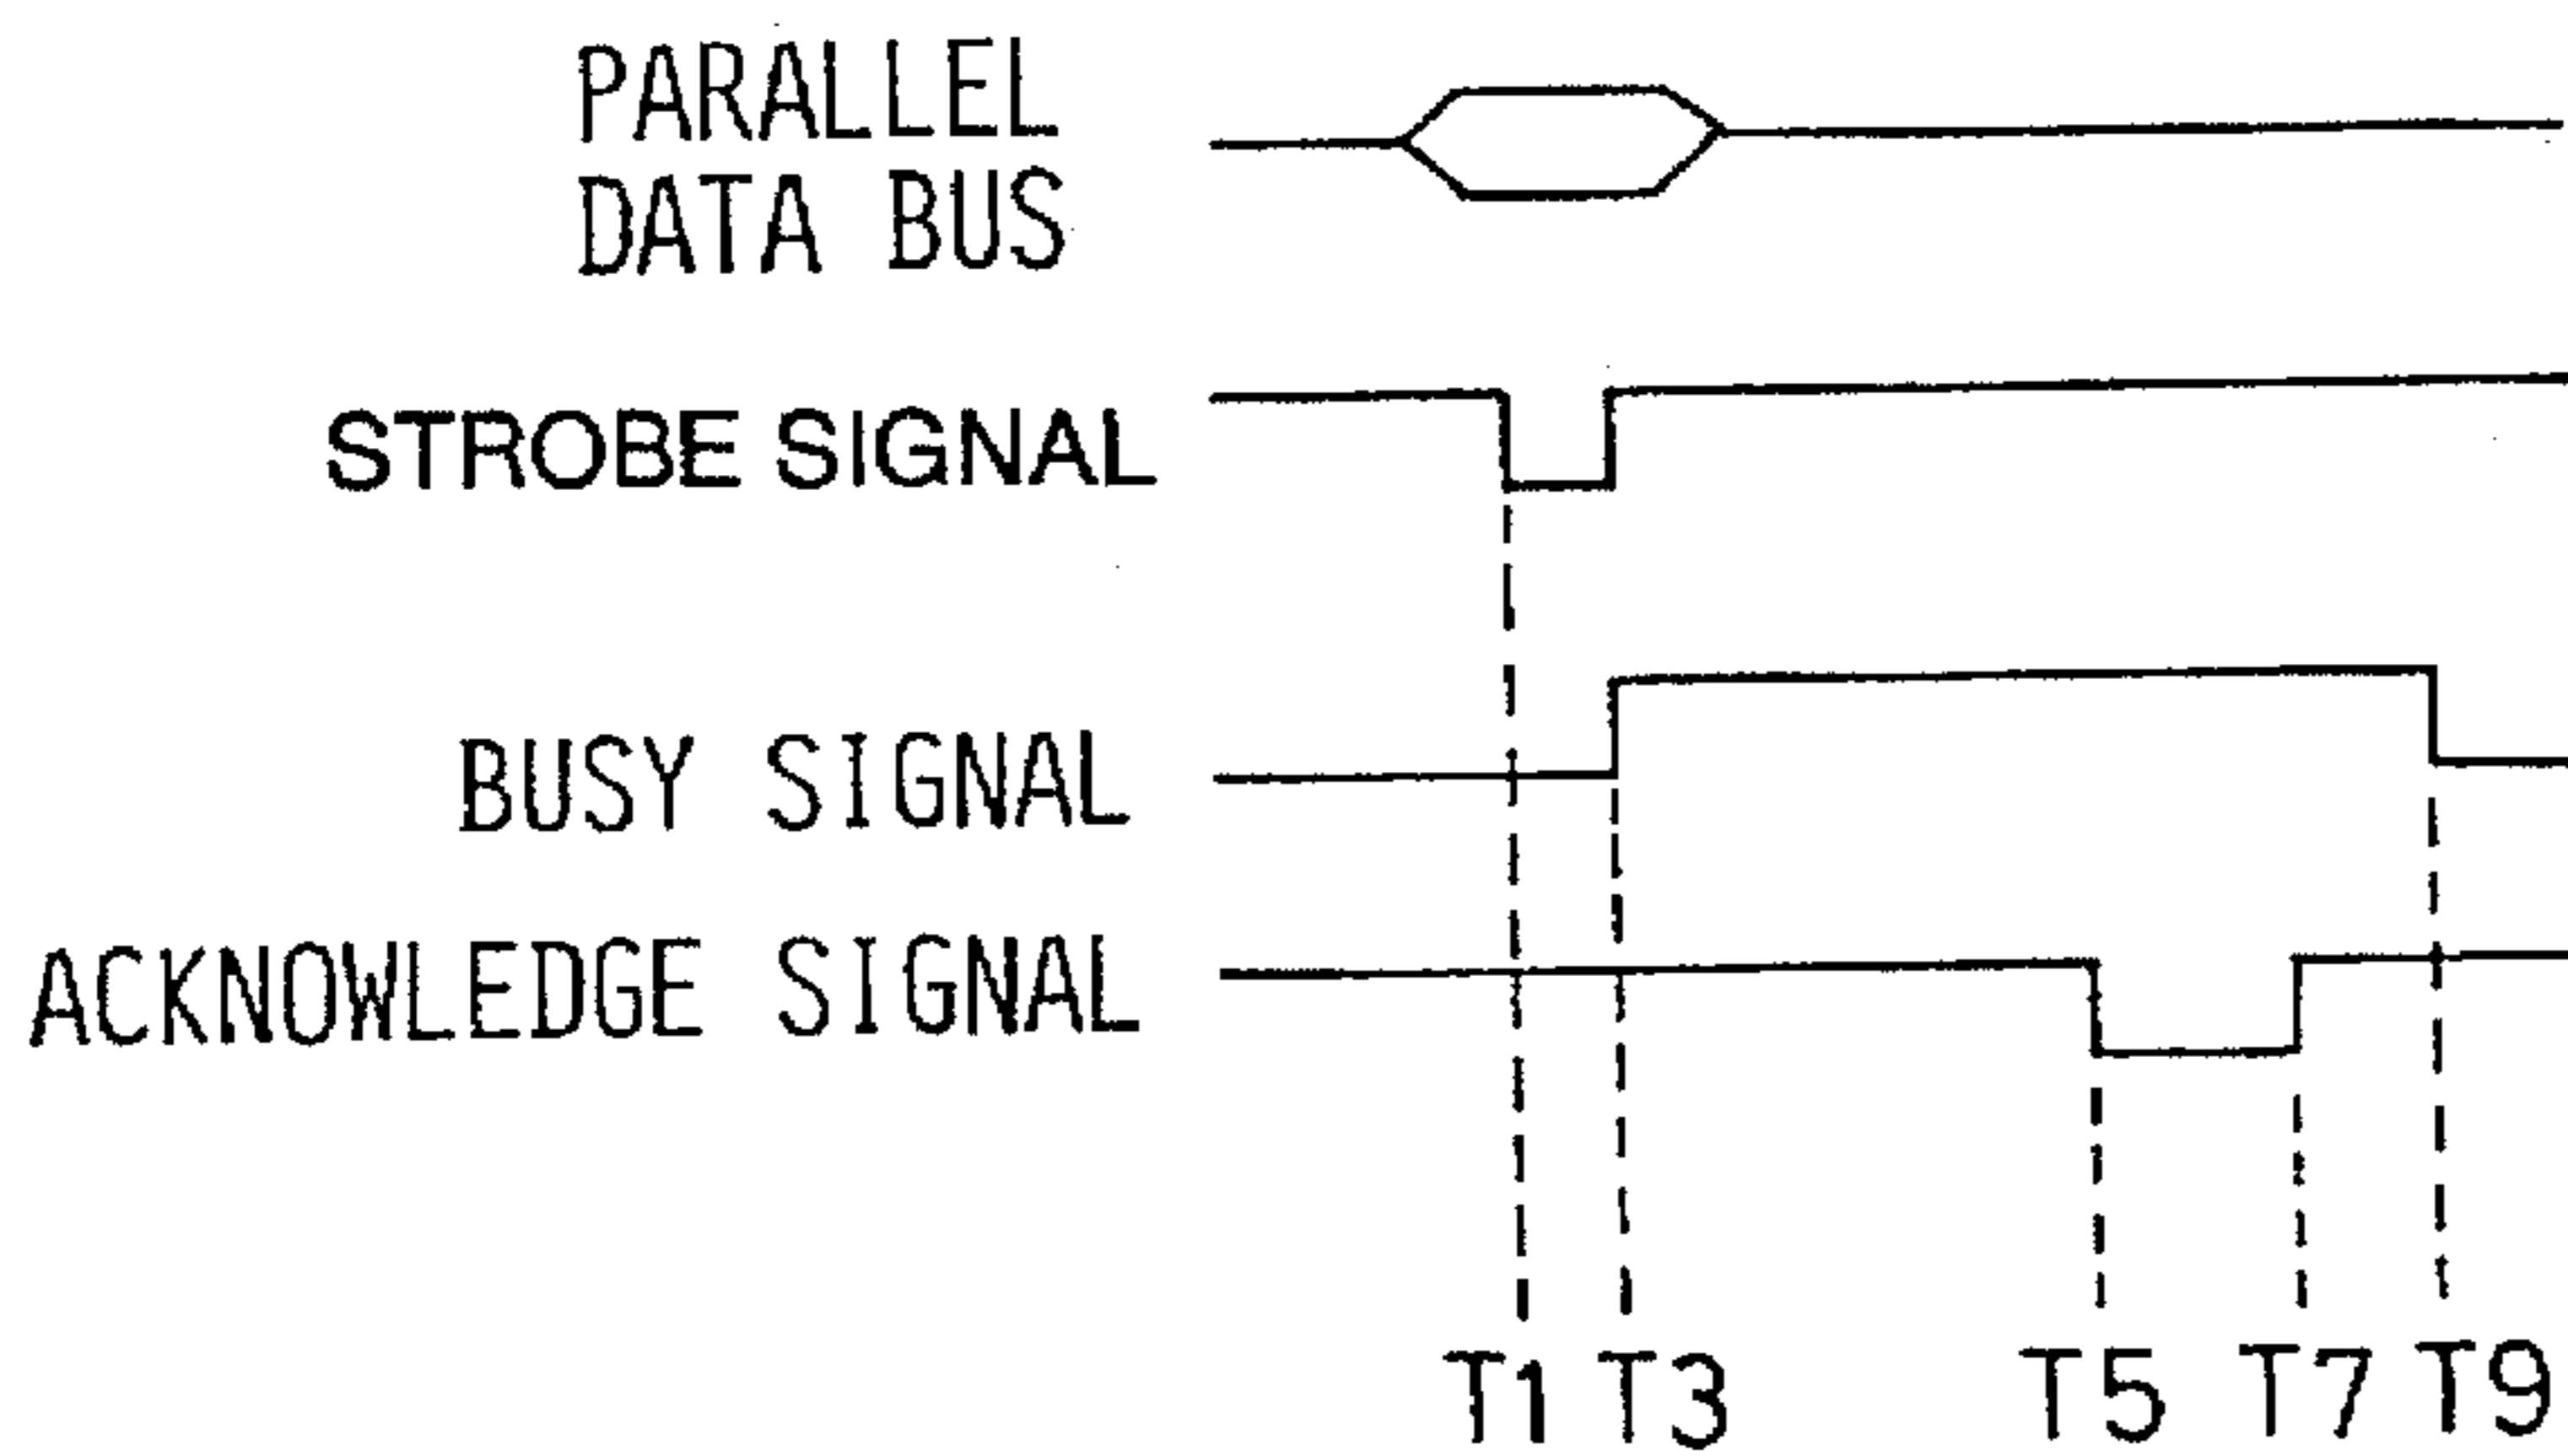 PARALLEL
DATA BUS
STROBE SIGNAL
BUSY SIGNAL
ACKNOWLEDGE SIGNAL
T1 T3 T5 T7 T9